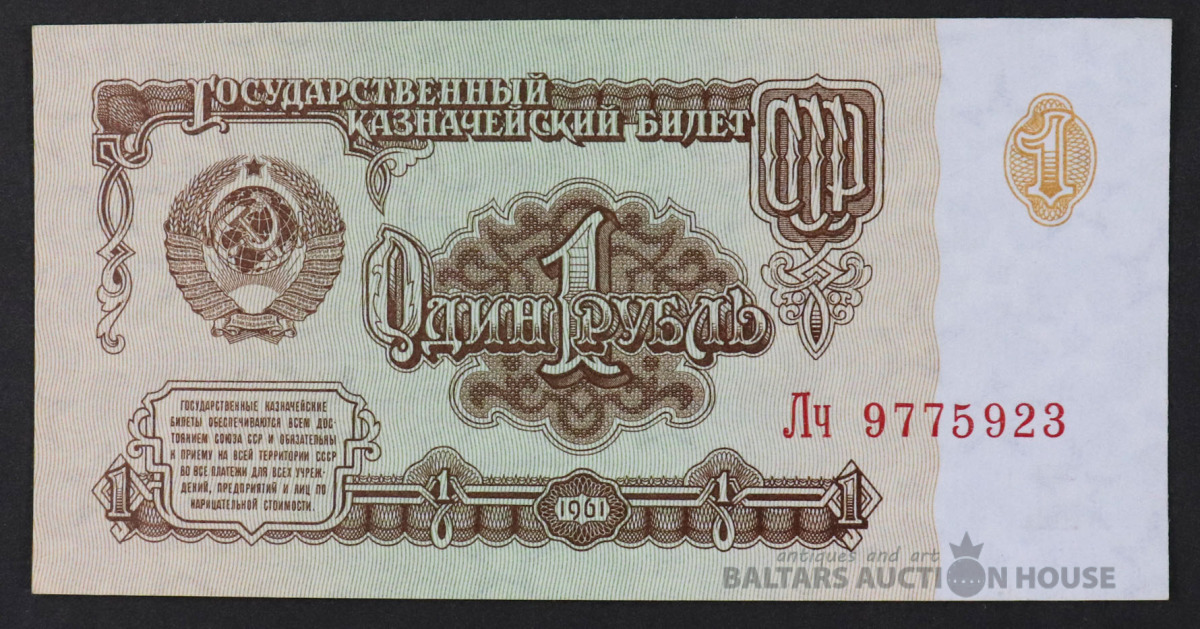 ГОСУДАРСТВЕННЫЙ
КАЗНАЧЕЙСКИЙ БИЛЕТ
СССР
1
1
ОДИН РУБЛЬ
Лч 9775923
ГОСУДАРСТВЕННЫЕ КАЗНАЧЕЙСКИЕ
БИЛЕТЫ ОБЕСПЕЧИВАЮТСЯ ВСЕМ ДОС-
ТОЯНИЕМ СОЮЗА ССР И ОБЯЗАТЕЛЬНЫ
К ПРИЕМУ НА ВСЕЙ ТЕРРИТОРИИ СССР
ВО ВСЕ ПЛАТЕЖИ ДЛЯ ВСЕХ УЧРЕЖ-
ДЕНИЙ, ПРЕДПРИЯТИЙ И ЛИЦ ПО
НАРИЦАТЕЛЬНОЙ СТОИМОСТИ.
1 1 1961 1 1
antiques and art
BALTARS AUCTION HOUSE